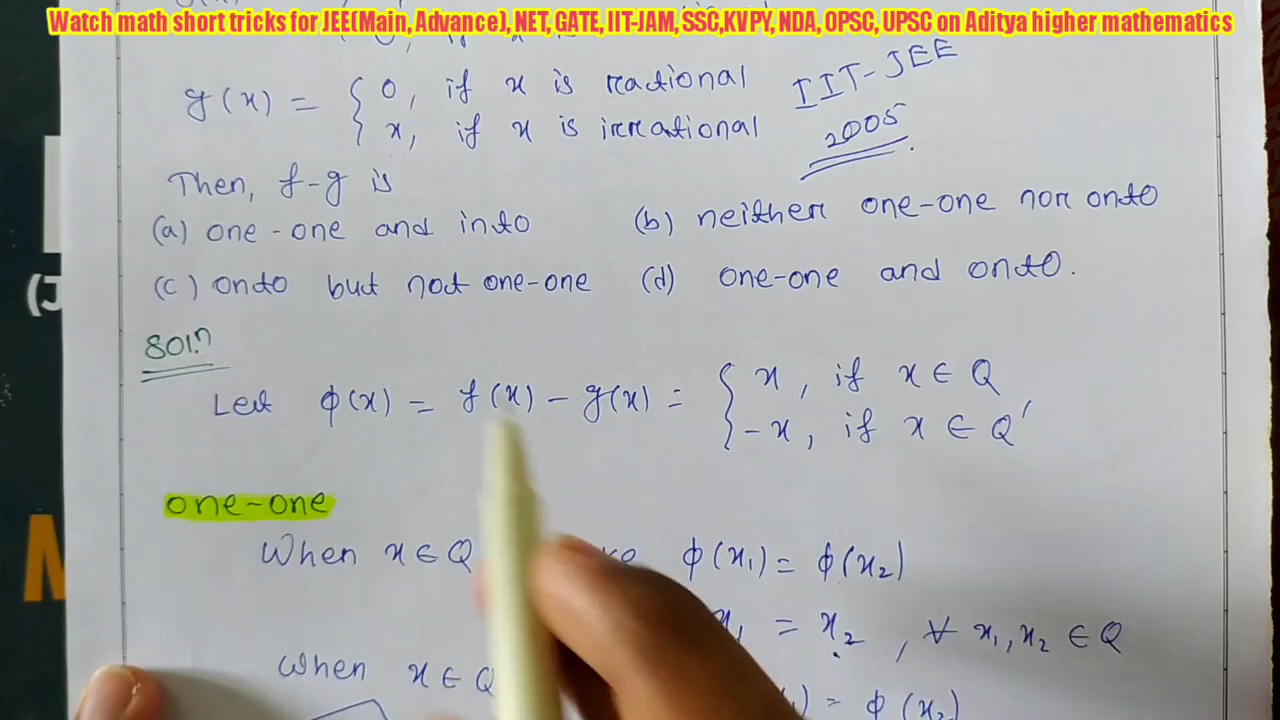 Watch math short tricks for JEE(Main, Advance), NET, GATE, IIT-JAM, SSC,KVPY, NDA, OPSC, UPSC on Aditya higher mathematics
g(x) = { 0, if x is rational
x, if x is irrational
IIT-JEE
2005
Then, f-g is
(a) one-one and into (b) neither one-one nor onto
(c) onto but not one-one (d) one-one and onto.
Soln
Let φ(x) = f(x) - g(x) = { x, if x ∈ Q
-x, if x ∈ Q'
one-one
When x ∈ Q φ(x₁) = φ(x₂)
= x₂, ∀ x₁, x₂ ∈ Q
When x ∈ Q
= φ(x₂)